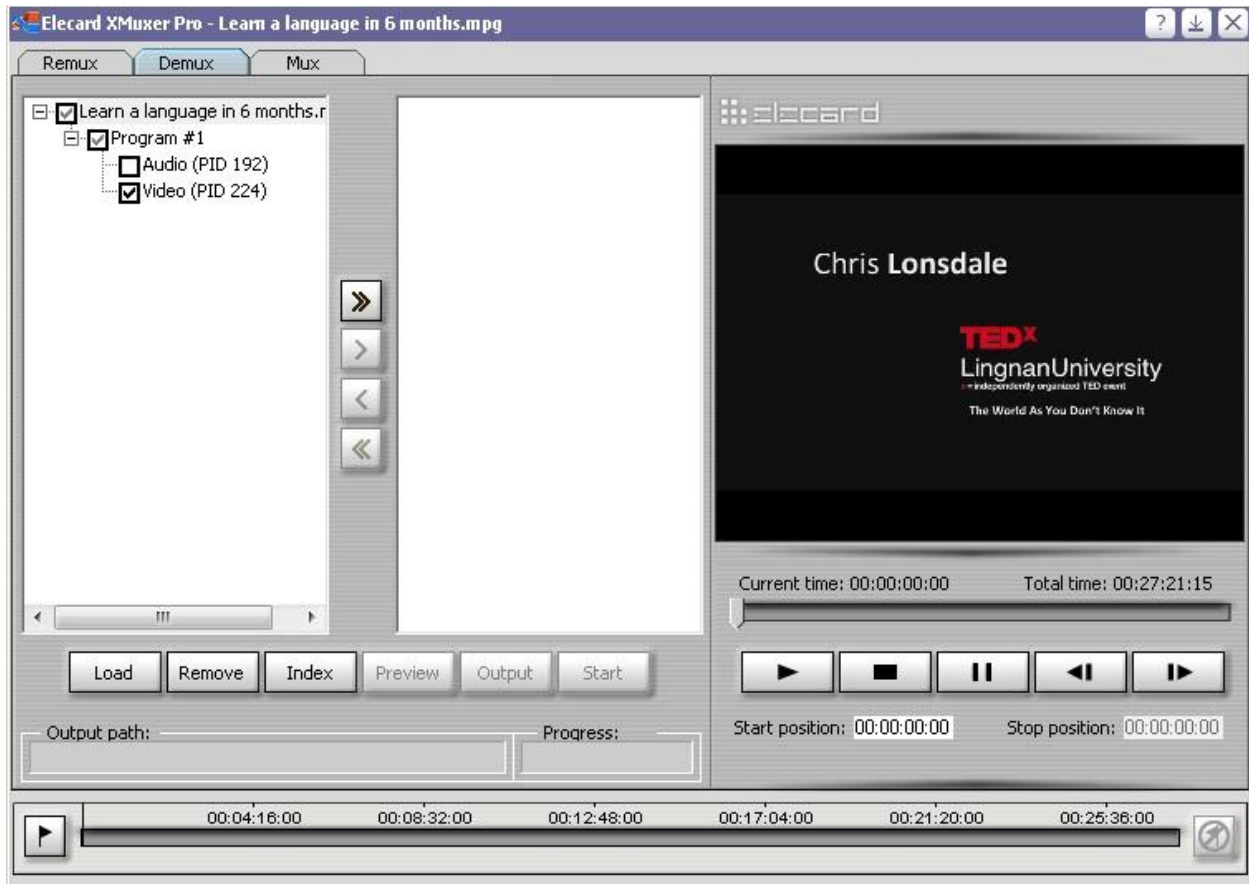 Elecard XMuxer Pro - Learn a language in 6 months.mpg
Remux Demux Mux
Learn a language in 6 months.r
Program #1
Audio (PID 192)
Video (PID 224)
elecard
Chris Lonsdale
TEDx
LingnanUniversity
x = independently organized TED event
The World As You Don't Know It
Current time: 00:00:00:00 Total time: 00:27:21:15
Load Remove Index Preview Output Start
Start position: 00:00:00:00 Stop position: 00:00:00:00
Output path: Progress:
00:04:16:00 00:08:32:00 00:12:48:00 00:17:04:00 00:21:20:00 00:25:36:00